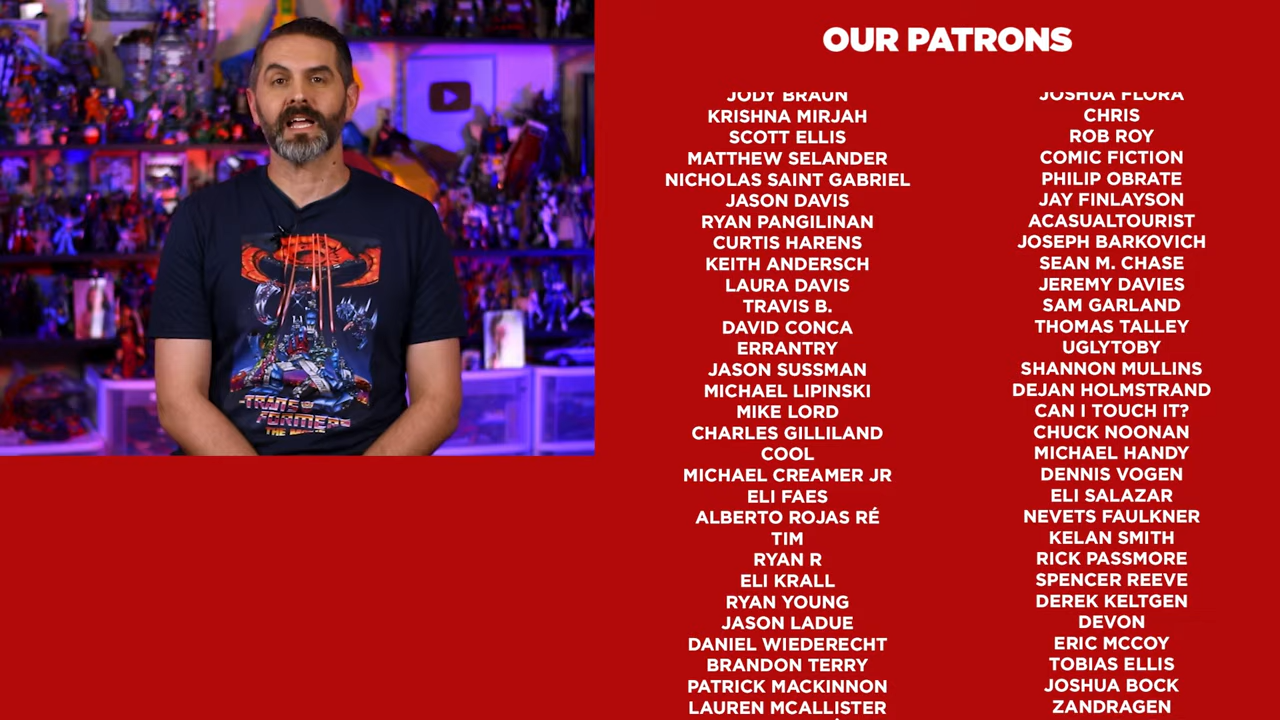 OUR PATRONS
JODY BRAUN
KRISHNA MIRJAH
SCOTT ELLIS
MATTHEW SELANDER
NICHOLAS SAINT GABRIEL
JASON DAVIS
RYAN PANGILINAN
CURTIS HARENS
KEITH ANDERSCH
LAURA DAVIS
TRAVIS B.
DAVID CONCA
ERRANTRY
JASON SUSSMAN
MICHAEL LIPINSKI
MIKE LORD
CHARLES GILLILAND
COOL
MICHAEL CREAMER JR
ELI FAES
ALBERTO ROJAS RÉ
TIM
RYAN R
ELI KRALL
RYAN YOUNG
JASON LADUE
DANIEL WIEDERECHT
BRANDON TERRY
PATRICK MACKINNON
LAUREN MCALLISTER
JOSHUA FLORA
CHRIS
ROB ROY
COMIC FICTION
PHILIP OBRATE
JAY FINLAYSON
ACASUALTOURIST
JOSEPH BARKOVICH
SEAN M. CHASE
JEREMY DAVIES
SAM GARLAND
THOMAS TALLEY
UGLYTOBY
SHANNON MULLINS
DEJAN HOLMSTRAND
CAN I TOUCH IT?
CHUCK NOONAN
MICHAEL HANDY
DENNIS VOGEN
ELI SALAZAR
NEVETS FAULKNER
KELAN SMITH
RICK PASSMORE
SPENCER REEVE
DEREK KELTGEN
DEVON
ERIC MCCOY
TOBIAS ELLIS
JOSHUA BOCK
ZANDRAGEN
TRANS
FORMERS
THE MOVIE